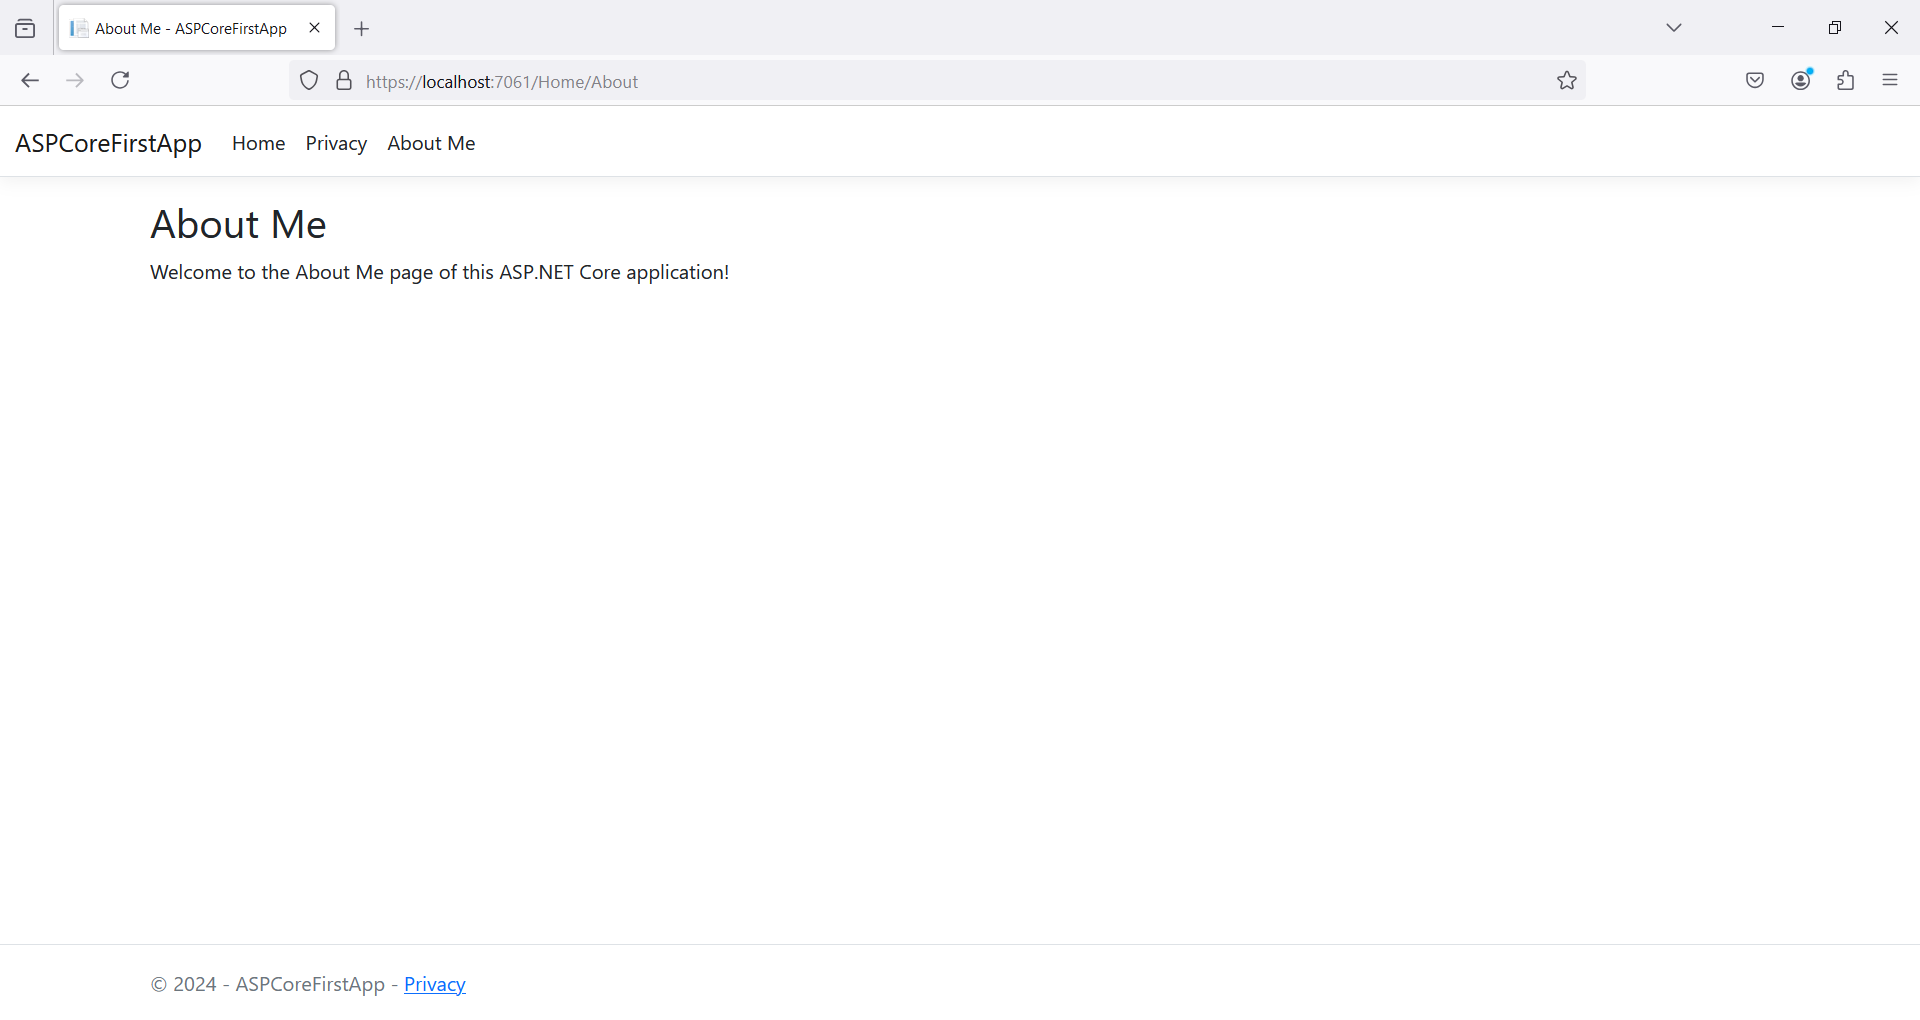 About Me - ASPCoreFirstApp
https://localhost:7061/Home/About
ASPCoreFirstApp Home Privacy About Me
About Me
Welcome to the About Me page of this ASP.NET Core application!
© 2024 - ASPCoreFirstApp - Privacy